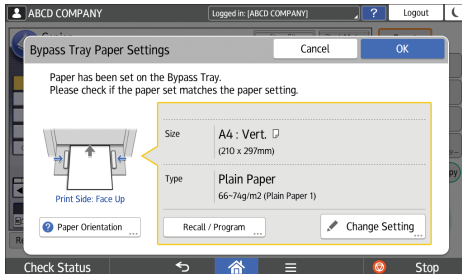 ABCD COMPANY
Logged in: [ABCD COMPANY]
?
Logout
Bypass Tray Paper Settings
Cancel
OK
Paper has been set on the Bypass Tray.
Please check if the paper set matches the paper setting.
Size
A4 : Vert.
(210 x 297mm)
Type
Plain Paper
66~74g/m2 (Plain Paper 1)
Print Side: Face Up
? Paper Orientation ...
Recall / Program ...
Change Setting ...
Check Status
Stop